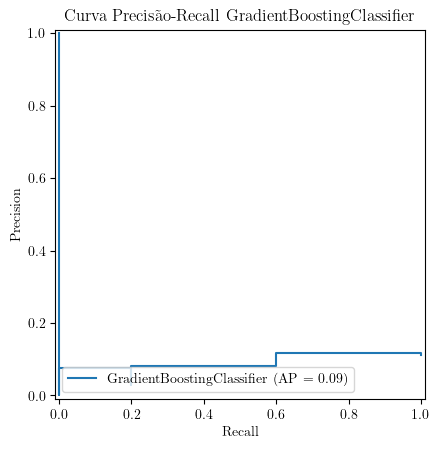 Curva Precisão-Recall GradientBoostingClassifier
1.0
0.8
0.6
0.4
0.2
0.0
Precision
GradientBoostingClassifier (AP = 0.09)
0.0 0.2 0.4 0.6 0.8 1.0
Recall